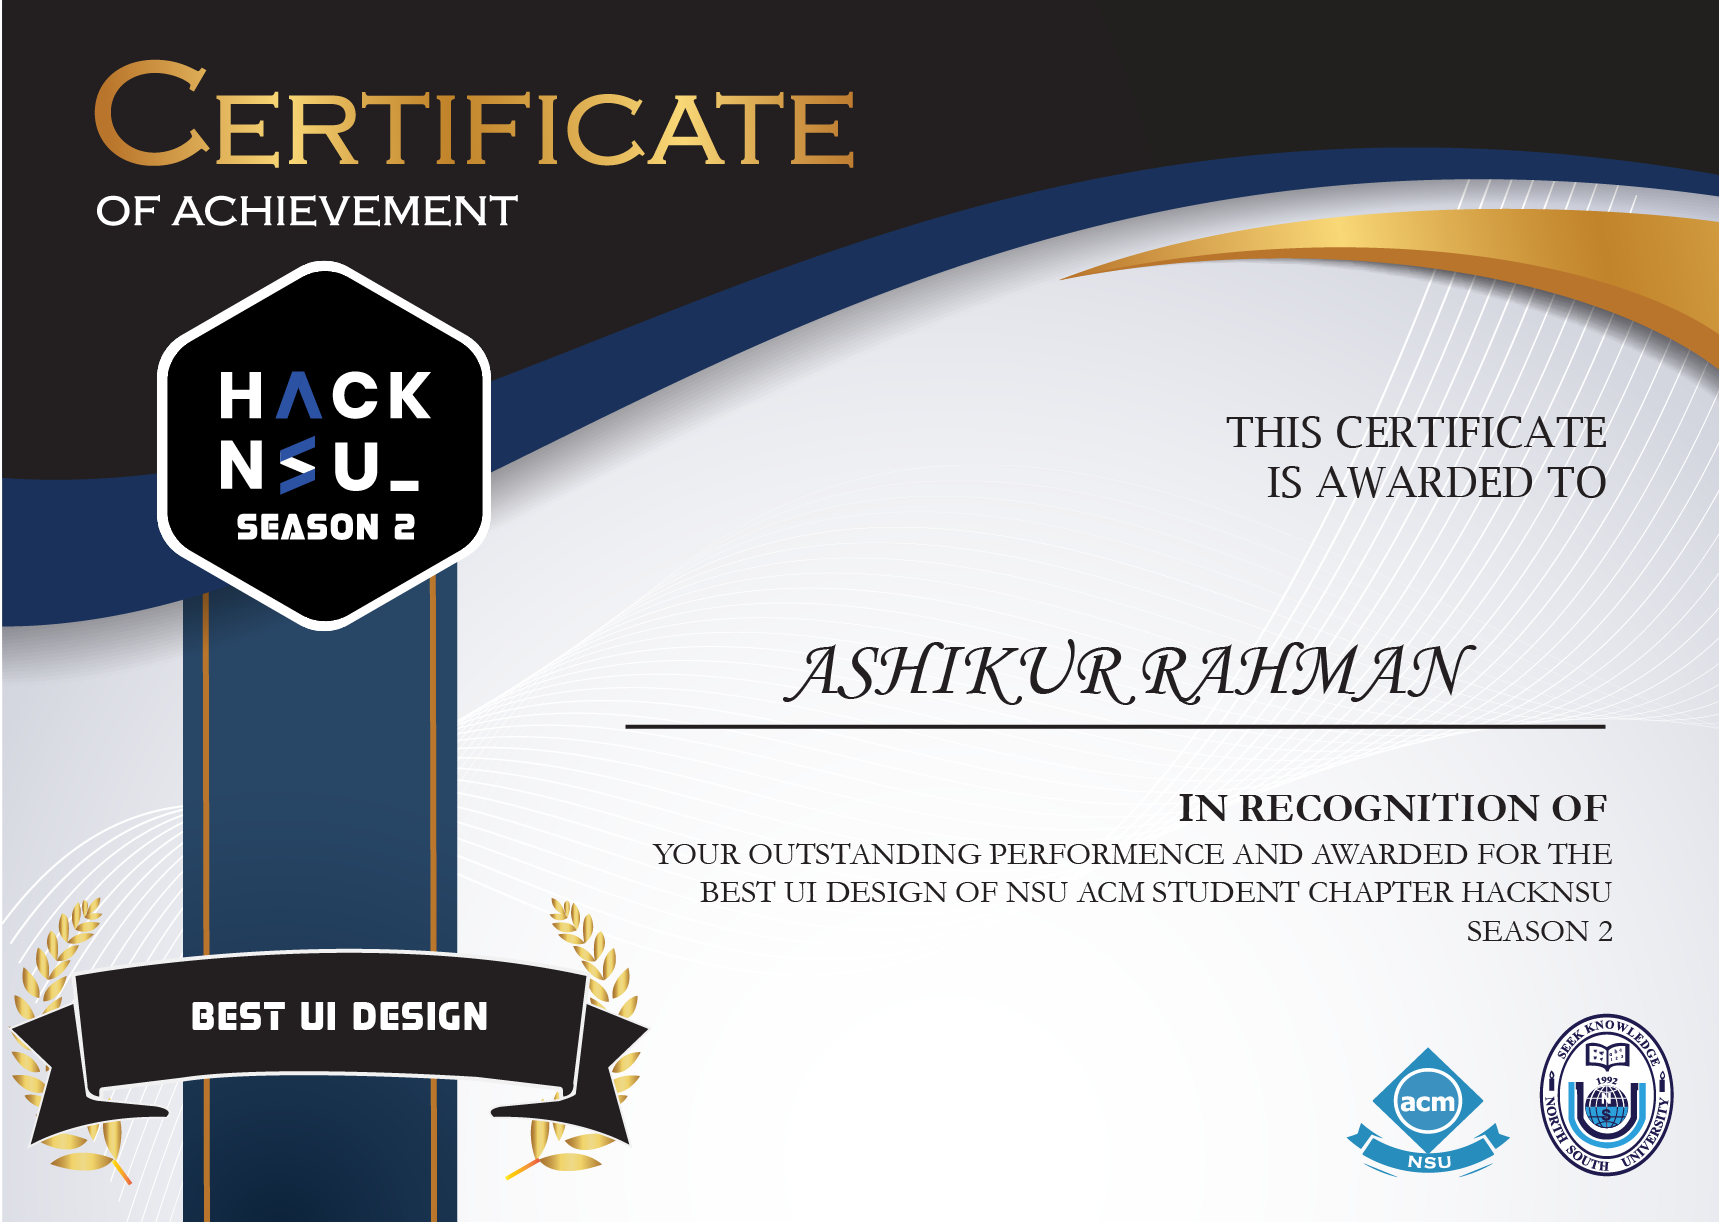 CERTIFICATE
OF ACHIEVEMENT
HACK
NSU_
SEASON 2
THIS CERTIFICATE
IS AWARDED TO
ASHIKUR RAHMAN
IN RECOGNITION OF
YOUR OUTSTANDING PERFORMENCE AND AWARDED FOR THE
BEST UI DESIGN OF NSU ACM STUDENT CHAPTER HACKNSU
SEASON 2
BEST UI DESIGN
acm
NSU
SEEK KNOWLEDGE
1992
N
S
NORTH SOUTH UNIVERSITY